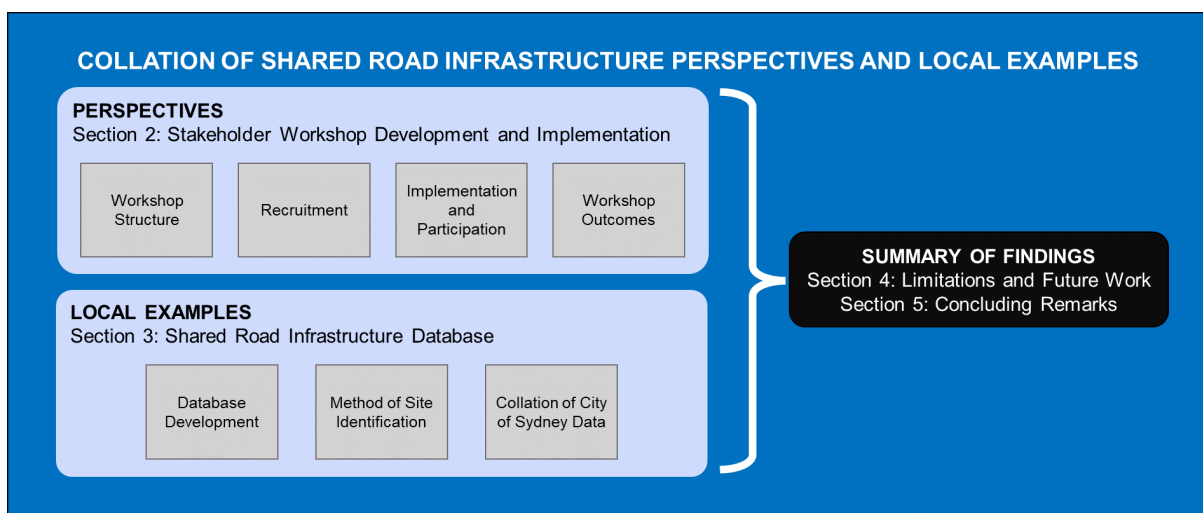 COLLATION OF SHARED ROAD INFRASTRUCTURE PERSPECTIVES AND LOCAL EXAMPLES
PERSPECTIVES
Section 2: Stakeholder Workshop Development and Implementation
Workshop
Structure
Recruitment
Implementation
and
Participation
Workshop
Outcomes
LOCAL EXAMPLES
Section 3: Shared Road Infrastructure Database
Database
Development
Method of Site
Identification
Collation of City
of Sydney Data
SUMMARY OF FINDINGS
Section 4: Limitations and Future Work
Section 5: Concluding Remarks